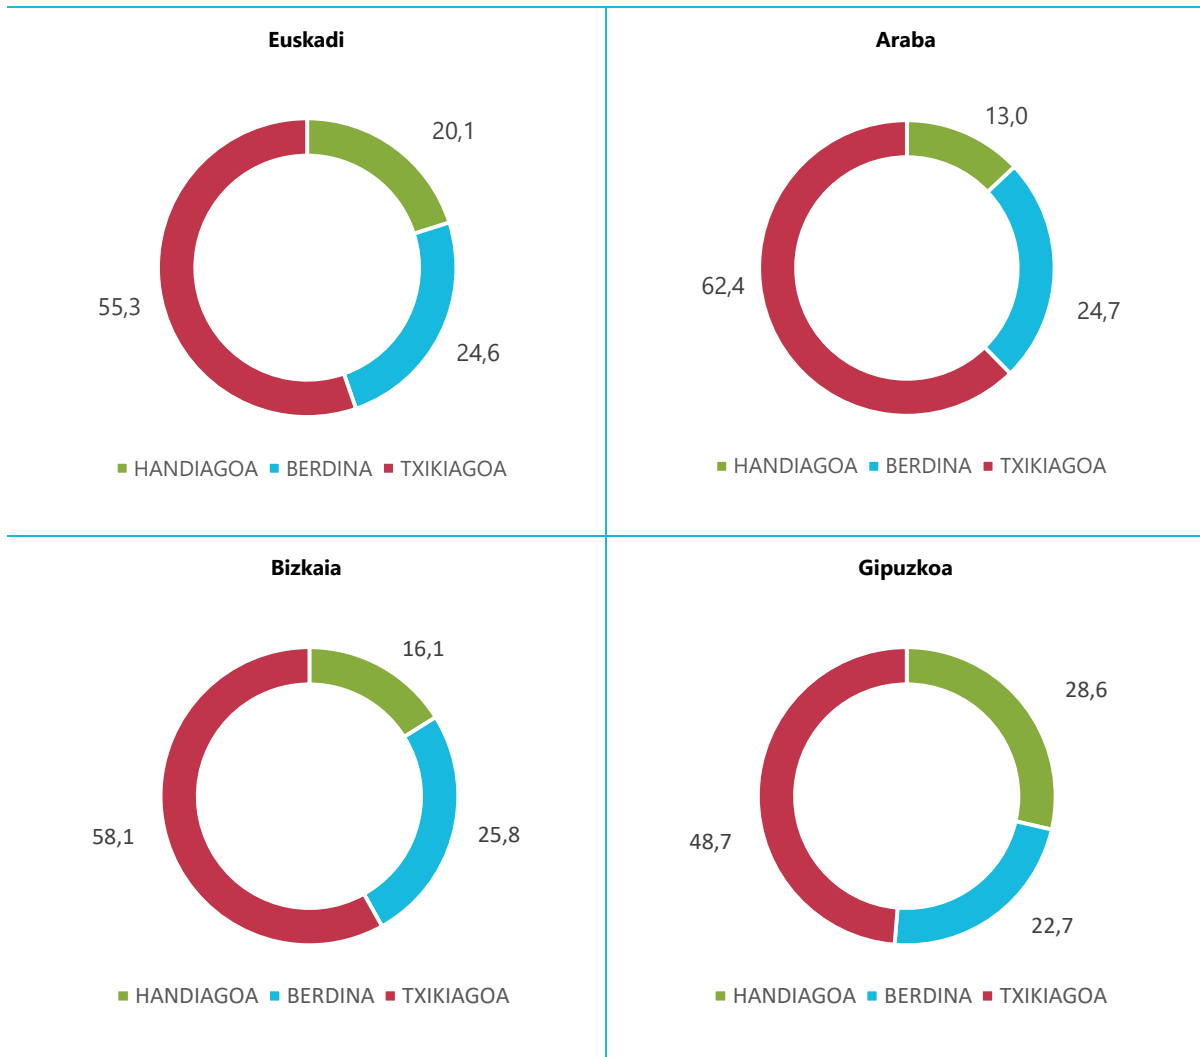 Euskadi
20,1
55,3
24,6
HANDIAGOA BERDINA TXIKIAGOA
Araba
13,0
62,4
24,7
HANDIAGOA BERDINA TXIKIAGOA
Bizkaia
16,1
58,1
25,8
HANDIAGOA BERDINA TXIKIAGOA
Gipuzkoa
28,6
48,7
22,7
HANDIAGOA BERDINA TXIKIAGOA